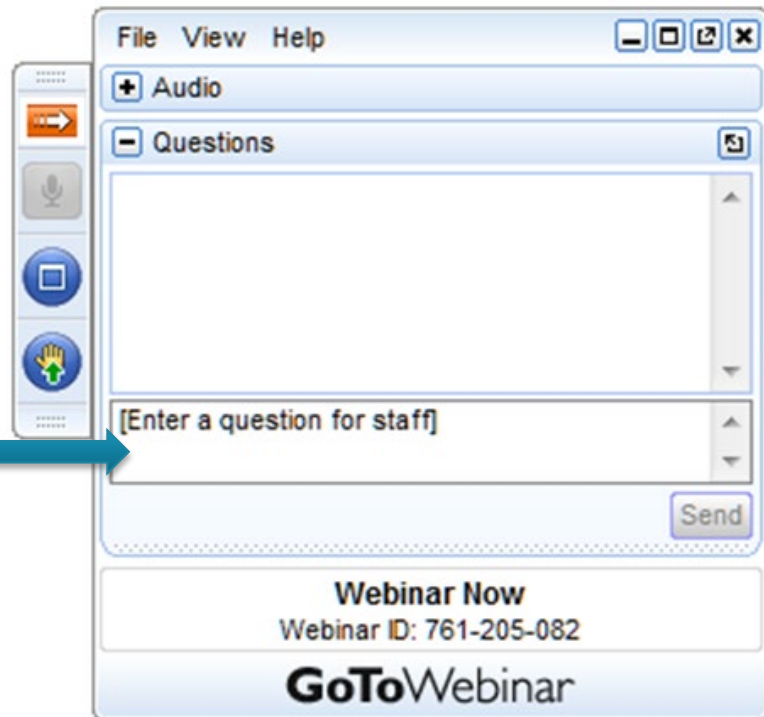 File View Help
Audio
Questions
[Enter a question for staff]
Send
Webinar Now
Webinar ID: 761-205-082
GoToWebinar